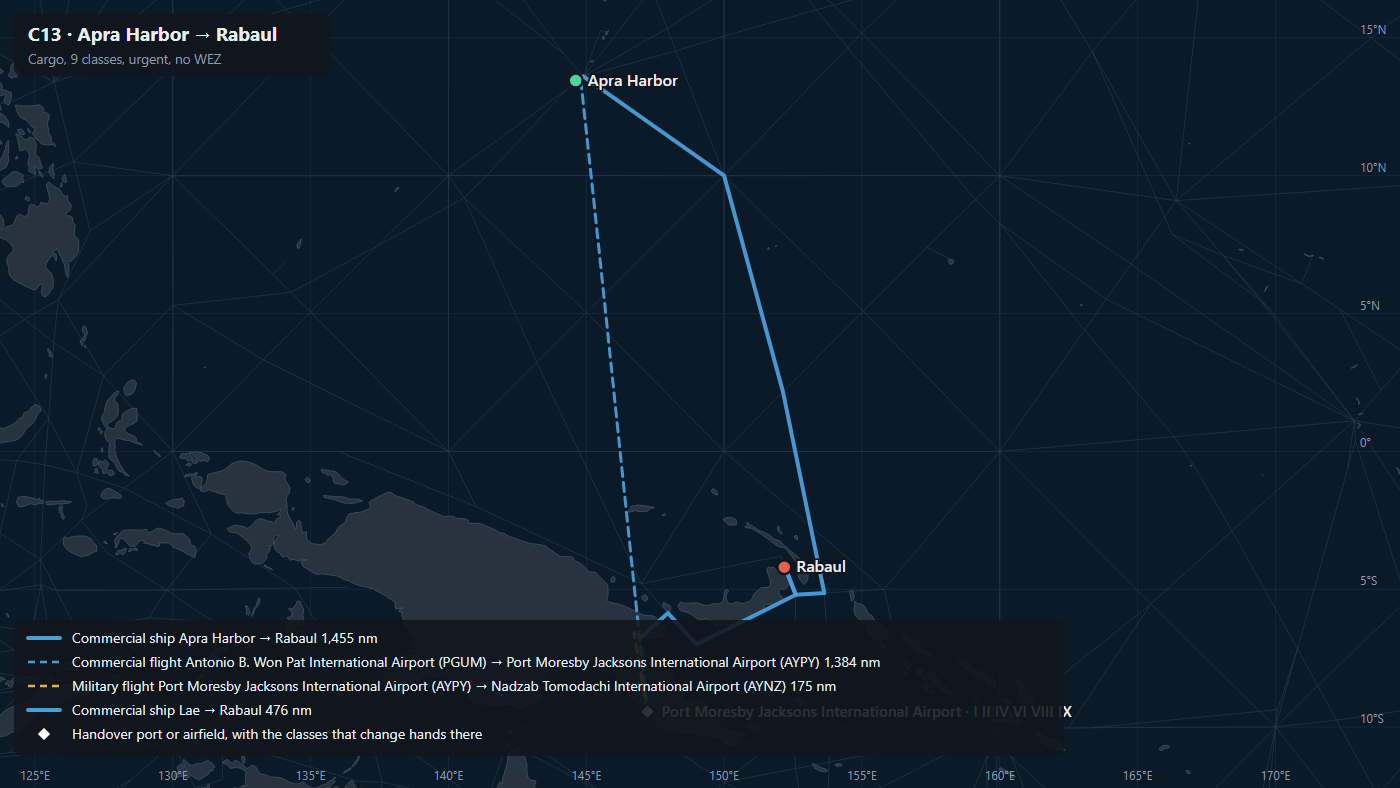 C13 · Apra Harbor → Rabaul
Cargo, 9 classes, urgent, no WEZ
15°N
Apra Harbor
10°N
5°N
0°
Rabaul
5°S
Commercial ship Apra Harbor → Rabaul 1,455 nm
Commercial flight Antonio B. Won Pat International Airport (PGUM) → Port Moresby Jacksons International Airport (AYPY) 1,384 nm
Military flight Port Moresby Jacksons International Airport (AYPY) → Nadzab Tomodachi International Airport (AYNZ) 175 nm
Commercial ship Lae → Rabaul 476 nm
Port Moresby Jacksons International Airport · I II IV VI VIII IX
10°S
Handover port or airfield, with the classes that change hands there
125°E 130°E 135°E 140°E 145°E 150°E 155°E 160°E 165°E 170°E